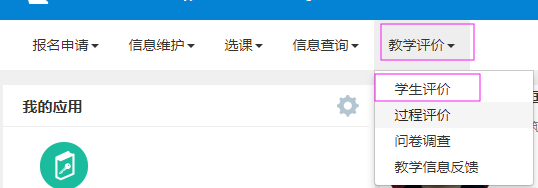 报名申请 信息维护 选课 信息查询 教学评价
学生评价
我的应用
过程评价
问卷调查
教学信息反馈